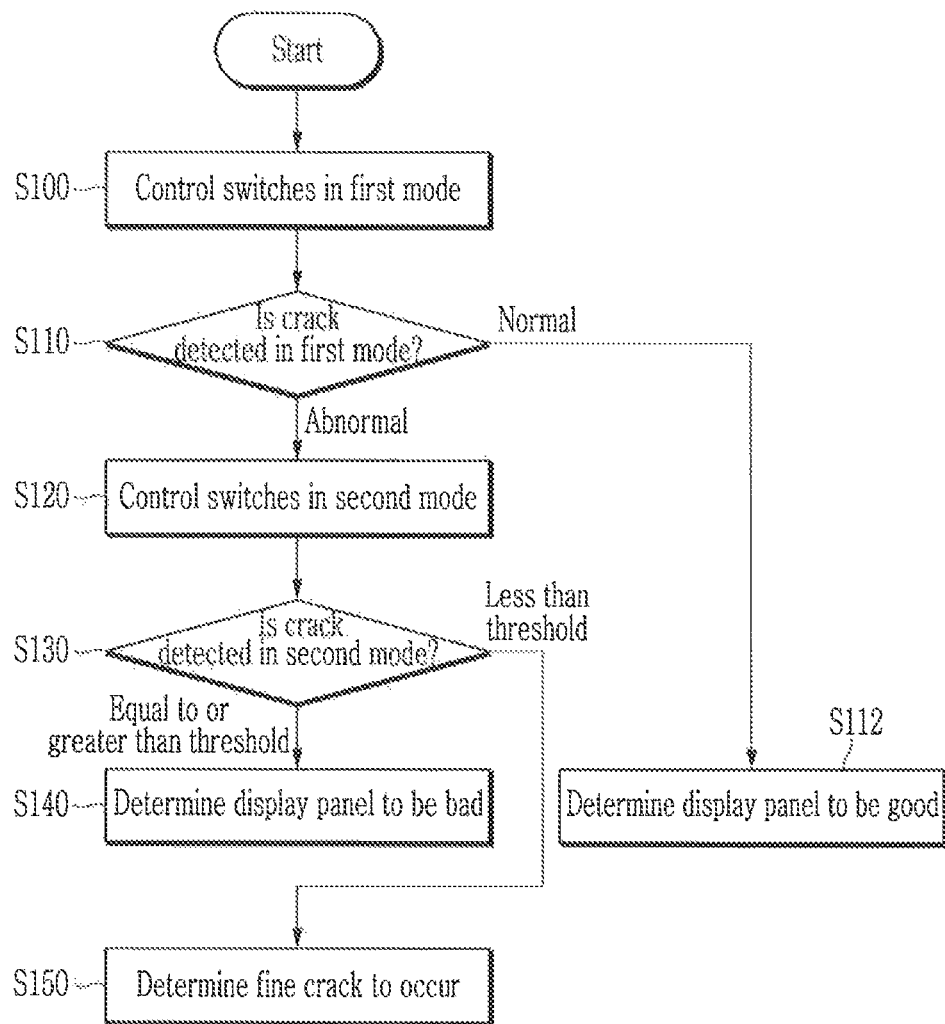 Start
S100
Control switches in first mode
S110
Is crack
detected in first mode?
Normal
Abnormal
S120
Control switches in second mode
S130
Is crack
detected in second mode?
Less than
threshold
Equal to or
greater than threshold
S140
Determine display panel to be bad
S112
Determine display panel to be good
S150
Determine fine crack to occur